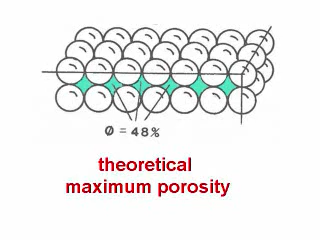 Ø = 48%
theoretical
maximum porosity